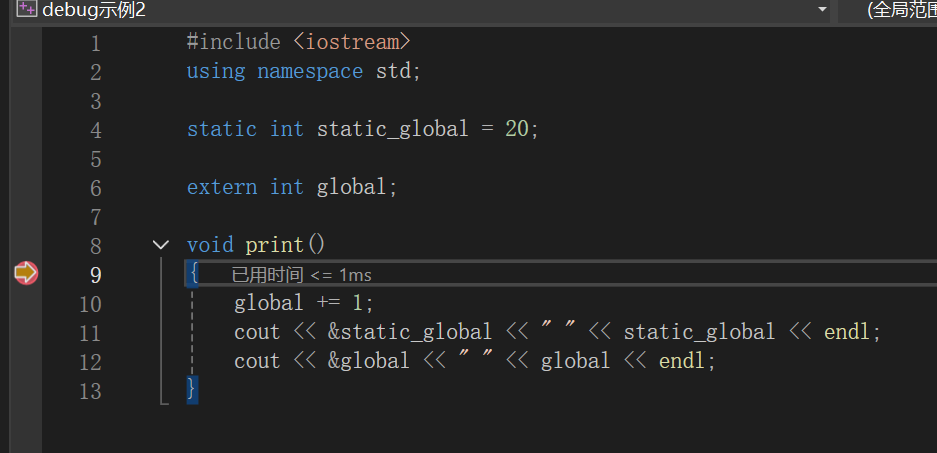 debug示例2 (全局范围
1 #include <iostream>
2 using namespace std;
3
4 static int static_global = 20;
5
6 extern int global;
7
8 void print()
9 { 已用时间 <= 1ms
10 global += 1;
11 cout << &static_global << " " << static_global << endl;
12 cout << &global << " " << global << endl;
13 }